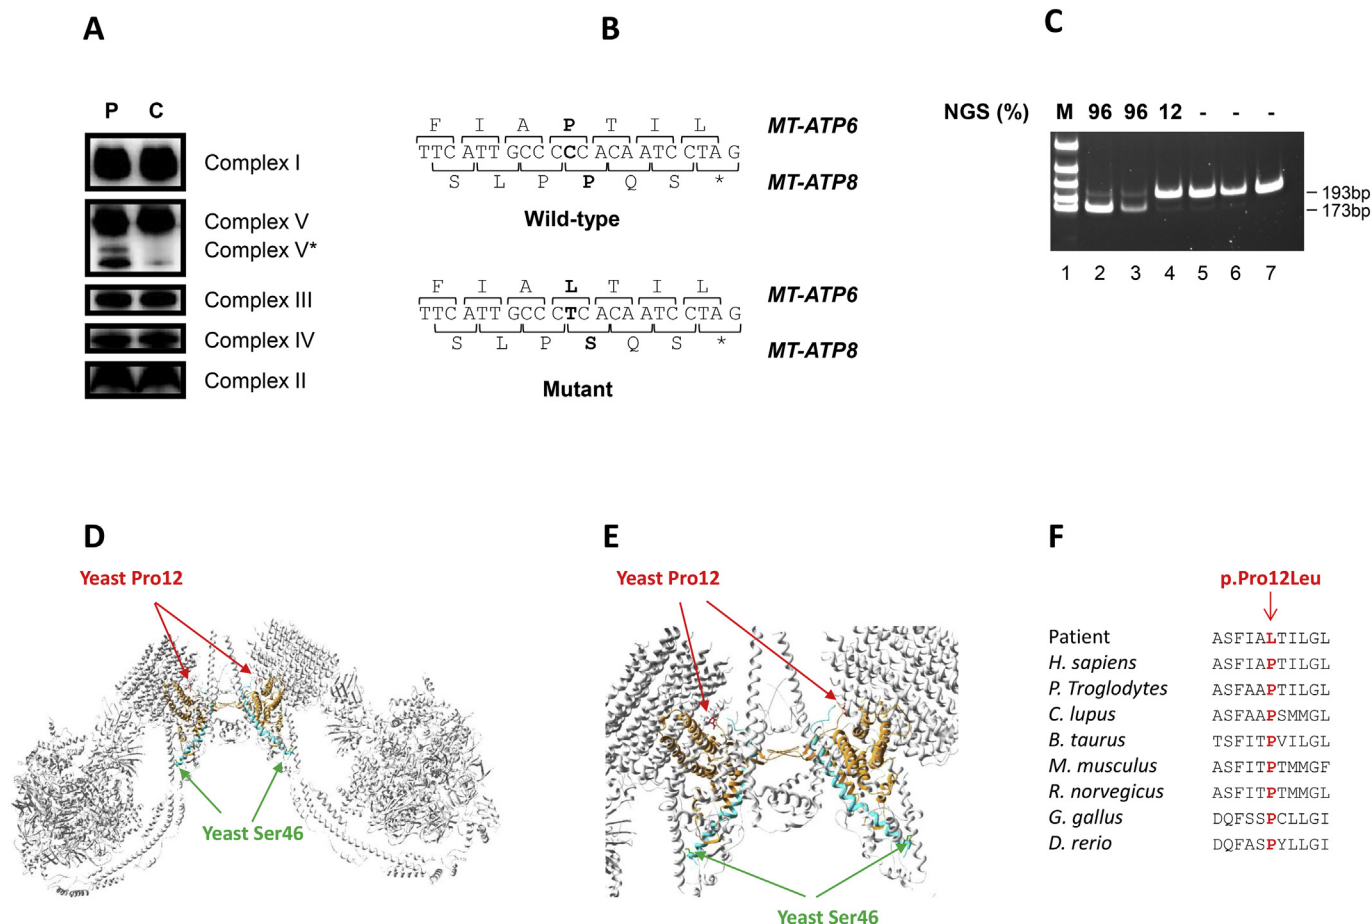 A
P C
Complex I
Complex V
Complex V*
Complex III
Complex IV
Complex II
B
F I A P T I L MT-ATP6
TTC ATT GCC CCC ACA ATC CTA G
S L P P Q S * MT-ATP8
Wild-type
F I A L T I L MT-ATP6
TTC ATT GCC CTC ACA ATC CTA G
S L P S Q S * MT-ATP8
Mutant
C
NGS (%) M 96 96 12 - - -
193bp
173bp
1 2 3 4 5 6 7
D
Yeast Pro12
Yeast Ser46
E
Yeast Pro12
Yeast Ser46
F
p.Pro12Leu
Patient ASFIALTILGL
H. sapiens ASFIAPTILGL
P. Troglodytes ASFAAPTILGL
C. lupus ASFAAPSMMGL
B. taurus TSFITPVILGL
M. musculus ASFITPTMMGF
R. norvegicus ASFITPTMMGL
G. gallus DQFSSPCLLGI
D. rerio DQFASPYLLGI